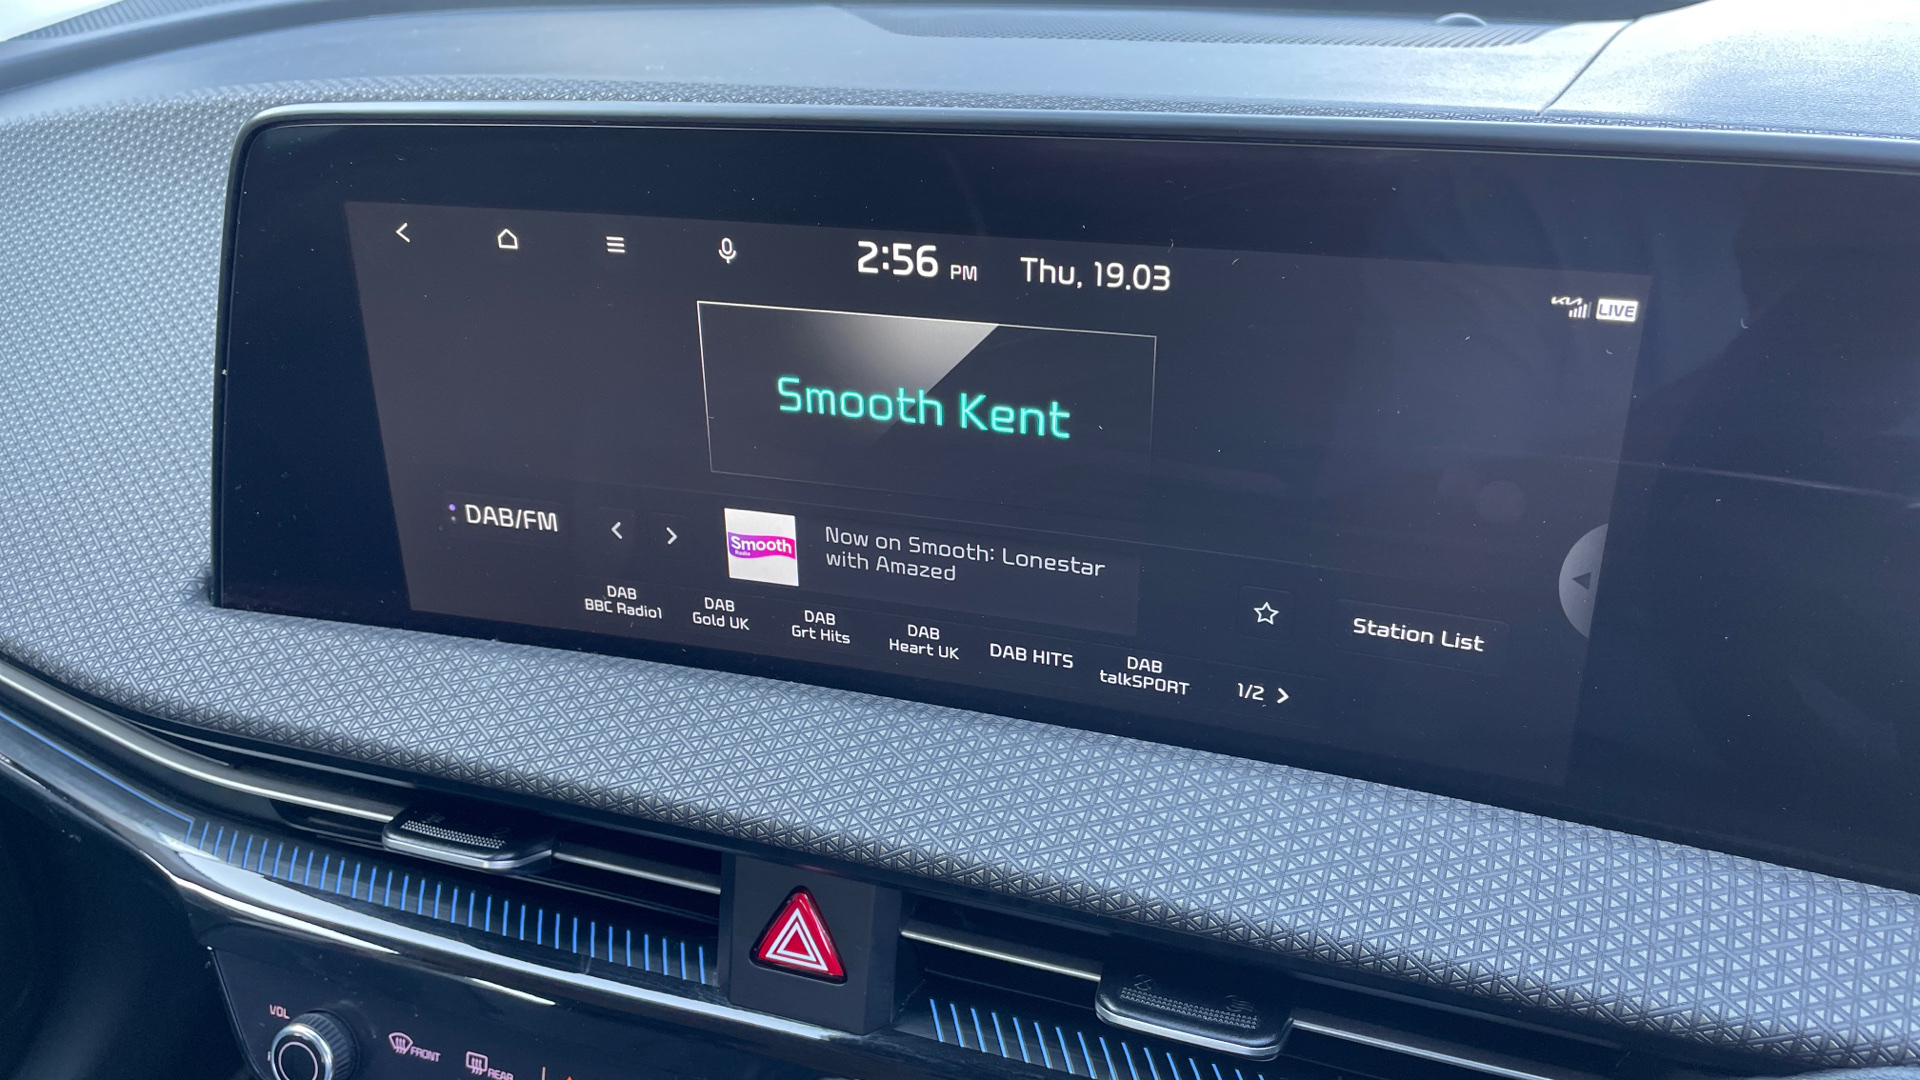 2:56 PM Thu, 19.03
LIVE
Smooth Kent
DAB/FM
Smooth
Radio
Now on Smooth: Lonestar
with Amazed
DAB
BBC Radio1
DAB
Gold UK
DAB
Grt Hits
DAB
Heart UK
DAB HITS
DAB
talkSPORT
1/2
Station List
VOL
FRONT
REAR